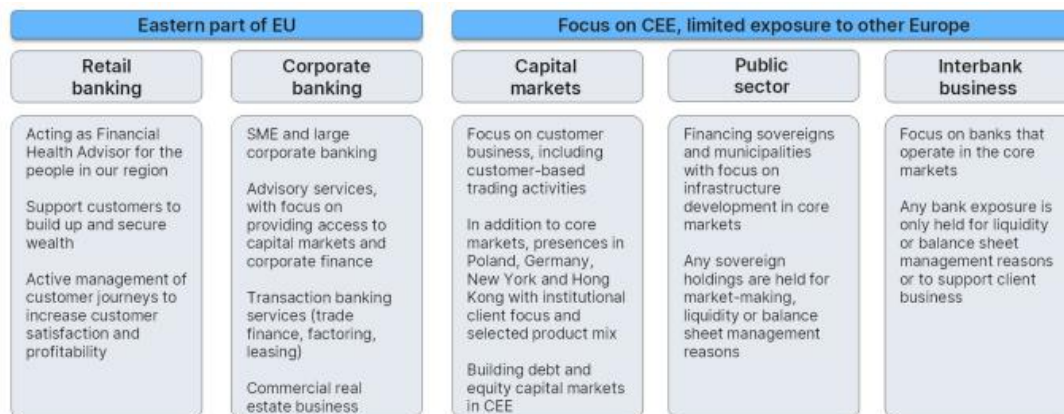 Eastern part of EU
Focus on CEE, limited exposure to other Europe
Retail
banking
Corporate
banking
Capital
markets
Public
sector
Interbank
business
Acting as Financial
Health Advisor for the
people in our region
Support customers to
build up and secure
wealth
Active management of
customer journeys to
increase customer
satisfaction and
profitability
SME and large
corporate banking
Advisory services,
with focus on
providing access to
capital markets and
corporate finance
Transaction banking
services (trade
finance, factoring,
leasing)
Commercial real
estate business
Focus on customer
business, including
customer-based
trading activities
In addition to core
markets, presences in
Poland, Germany,
New York and Hong
Kong with institutional
client focus and
selected product mix
Building debt and
equity capital markets
in CEE
Financing sovereigns
and municipalities
with focus on
infrastructure
development in core
markets
Any sovereign
holdings are held for
market-making,
liquidity or balance
sheet management
reasons
Focus on banks that
operate in the core
markets
Any bank exposure is
only held for liquidity
or balance sheet
management reasons
or to support client
business